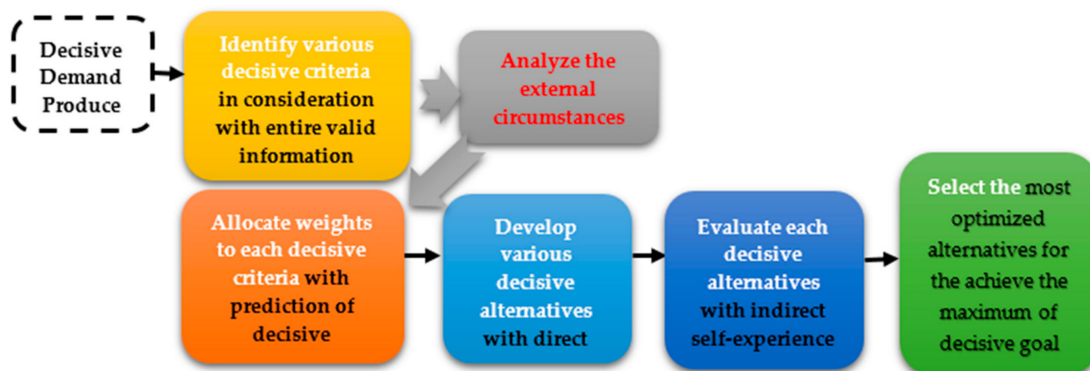 Decisive
Demand
Produce
Identify various
decisive criteria
in consideration
with entire valid
information
Analyze the
external
circumstances
Allocate weights
to each decisive
criteria with
prediction of
decisive
Develop
various
decisive
alternatives
with direct
Evaluate each
decisive
alternatives
with indirect
self-experience
Select the most
optimized
alternatives for
the achieve the
maximum of
decisive goal